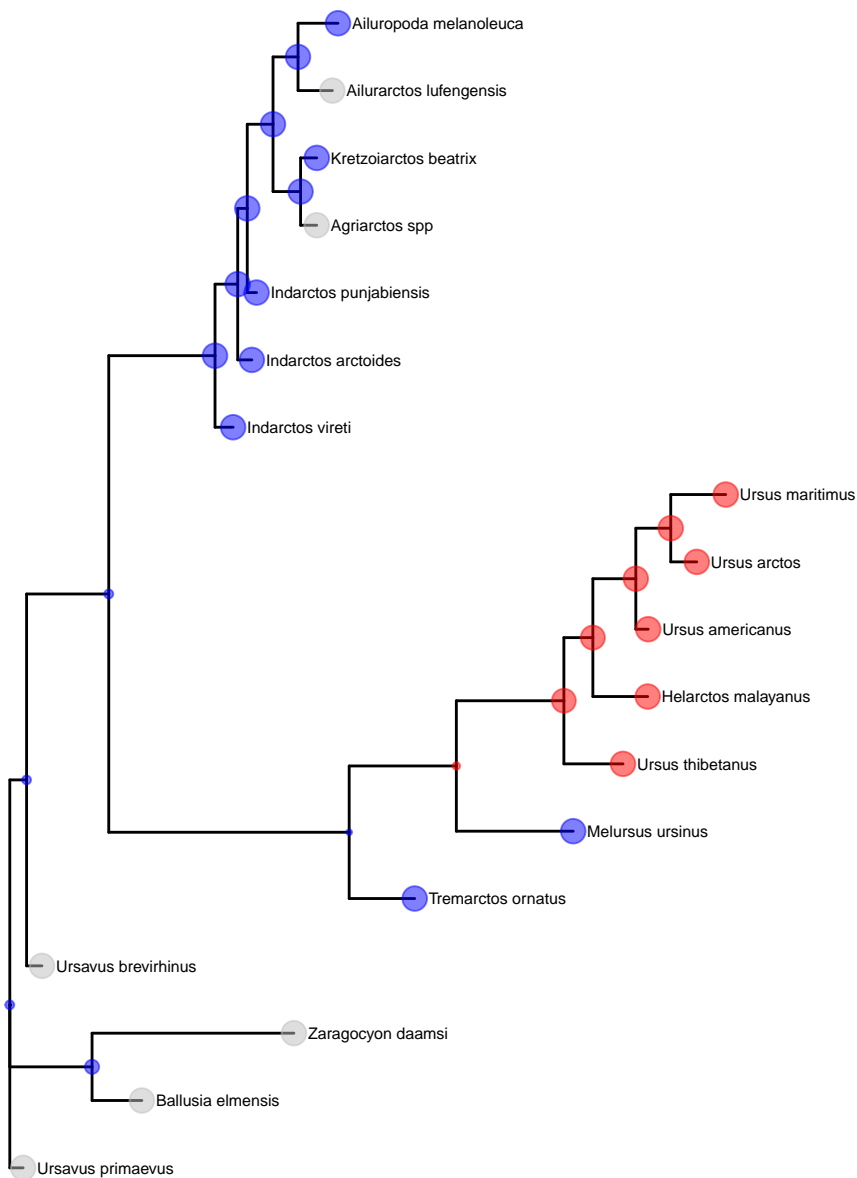 Ailuropoda melanoleuca
Ailurarctos lufengensis
Kretzoiarctos beatrix
Agriarctos spp
Indarctos punjabiensis
Indarctos arctoides
Indarctos vireti
Ursus maritimus
Ursus arctos
Ursus americanus
Helarctos malayanus
Ursus thibetanus
Melursus ursinus
Tremarctos ornatus
Ursavus brevirhinus
Zaragocyon daamsi
Ballusia elmensis
Ursavus primaevus